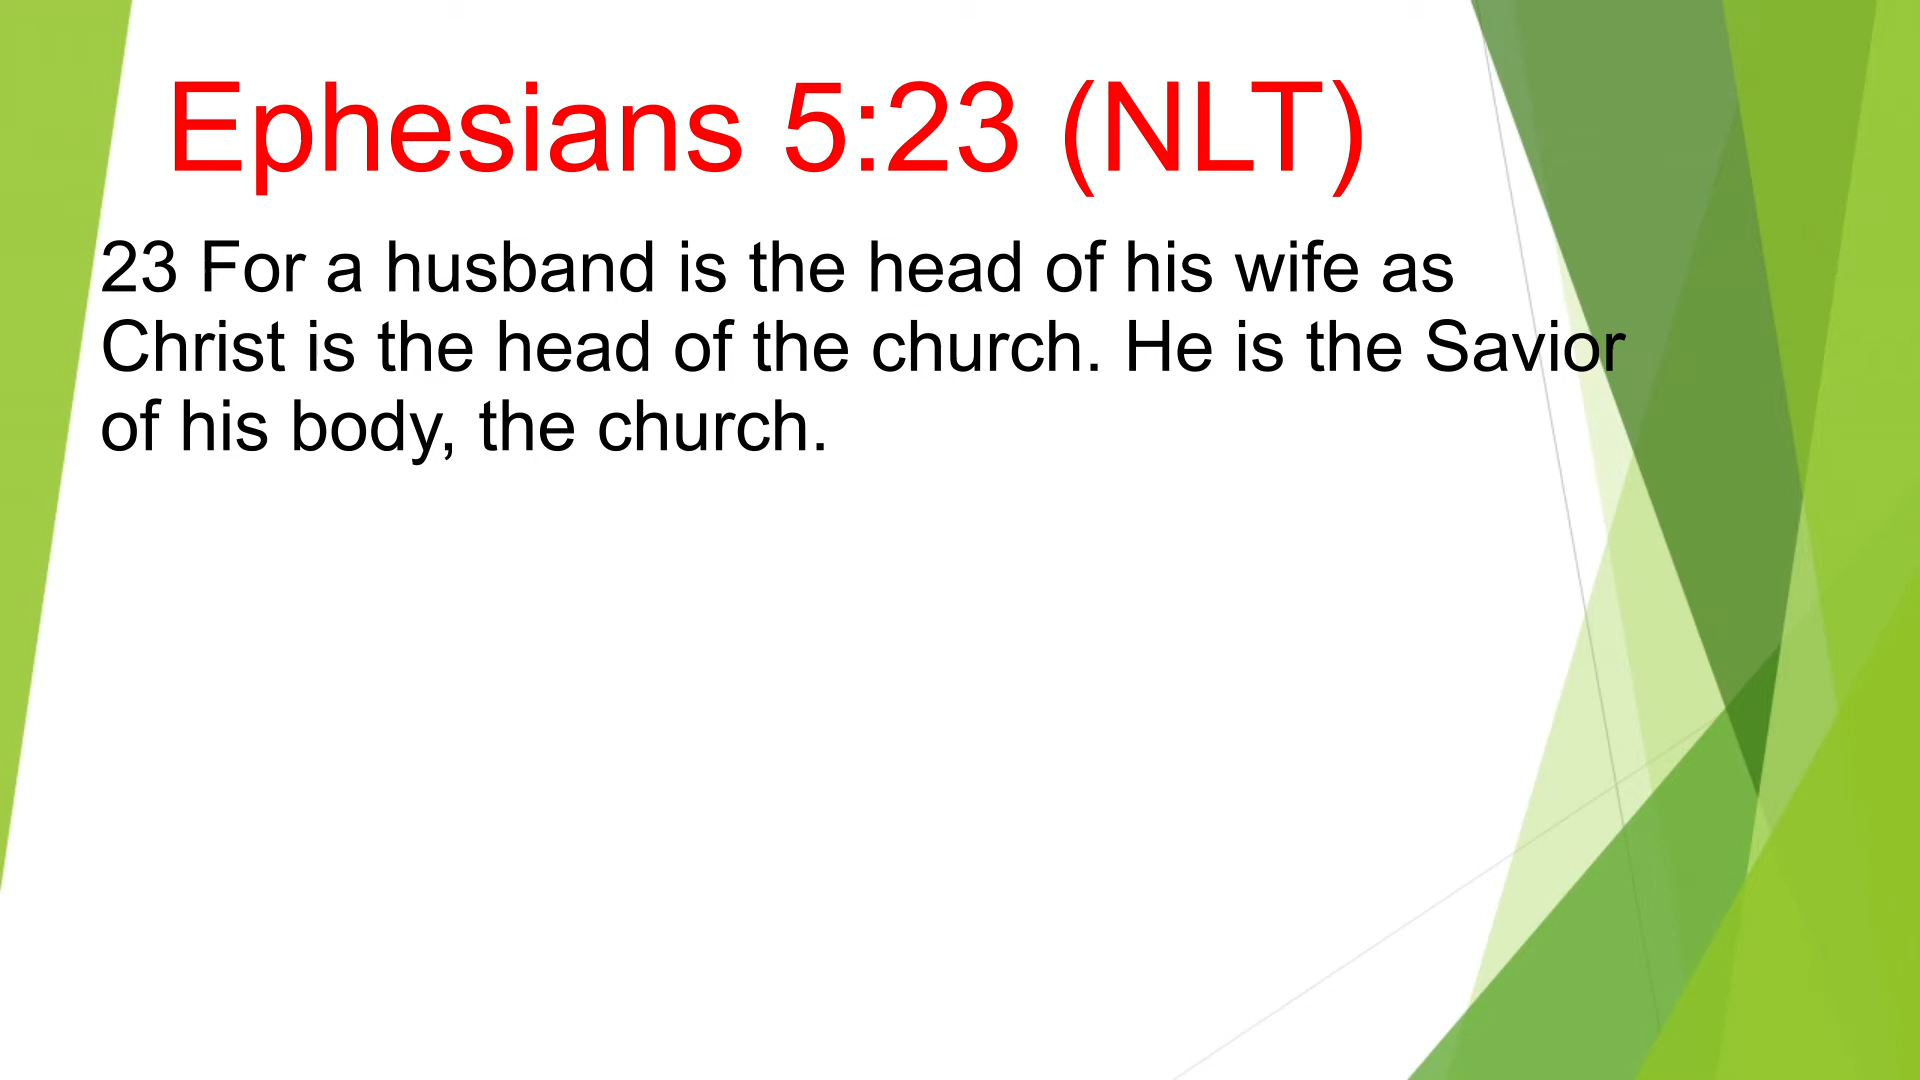 Ephesians 5:23 (NLT)
23 For a husband is the head of his wife as
Christ is the head of the church. He is the Savior
of his body, the church.